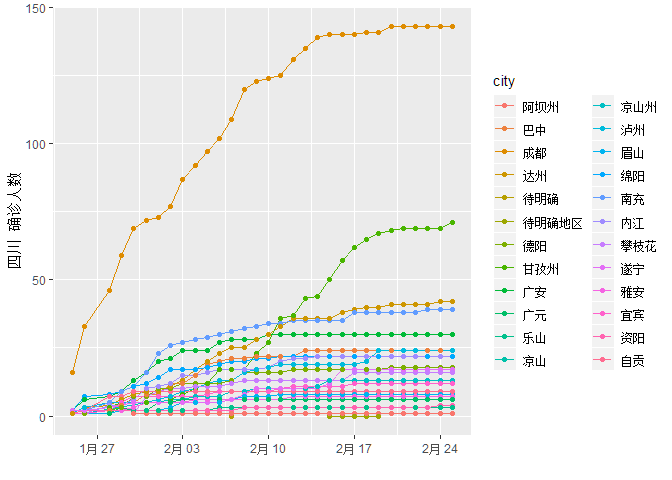 150
100
50
0
四川 确诊人数
1月 27
2月 03
2月 10
2月 17
2月 24
city
阿坝州
巴中
成都
达州
待明确
待明确地区
德阳
甘孜州
广安
广元
乐山
凉山
凉山州
泸州
眉山
绵阳
南充
内江
攀枝花
遂宁
雅安
宜宾
资阳
自贡